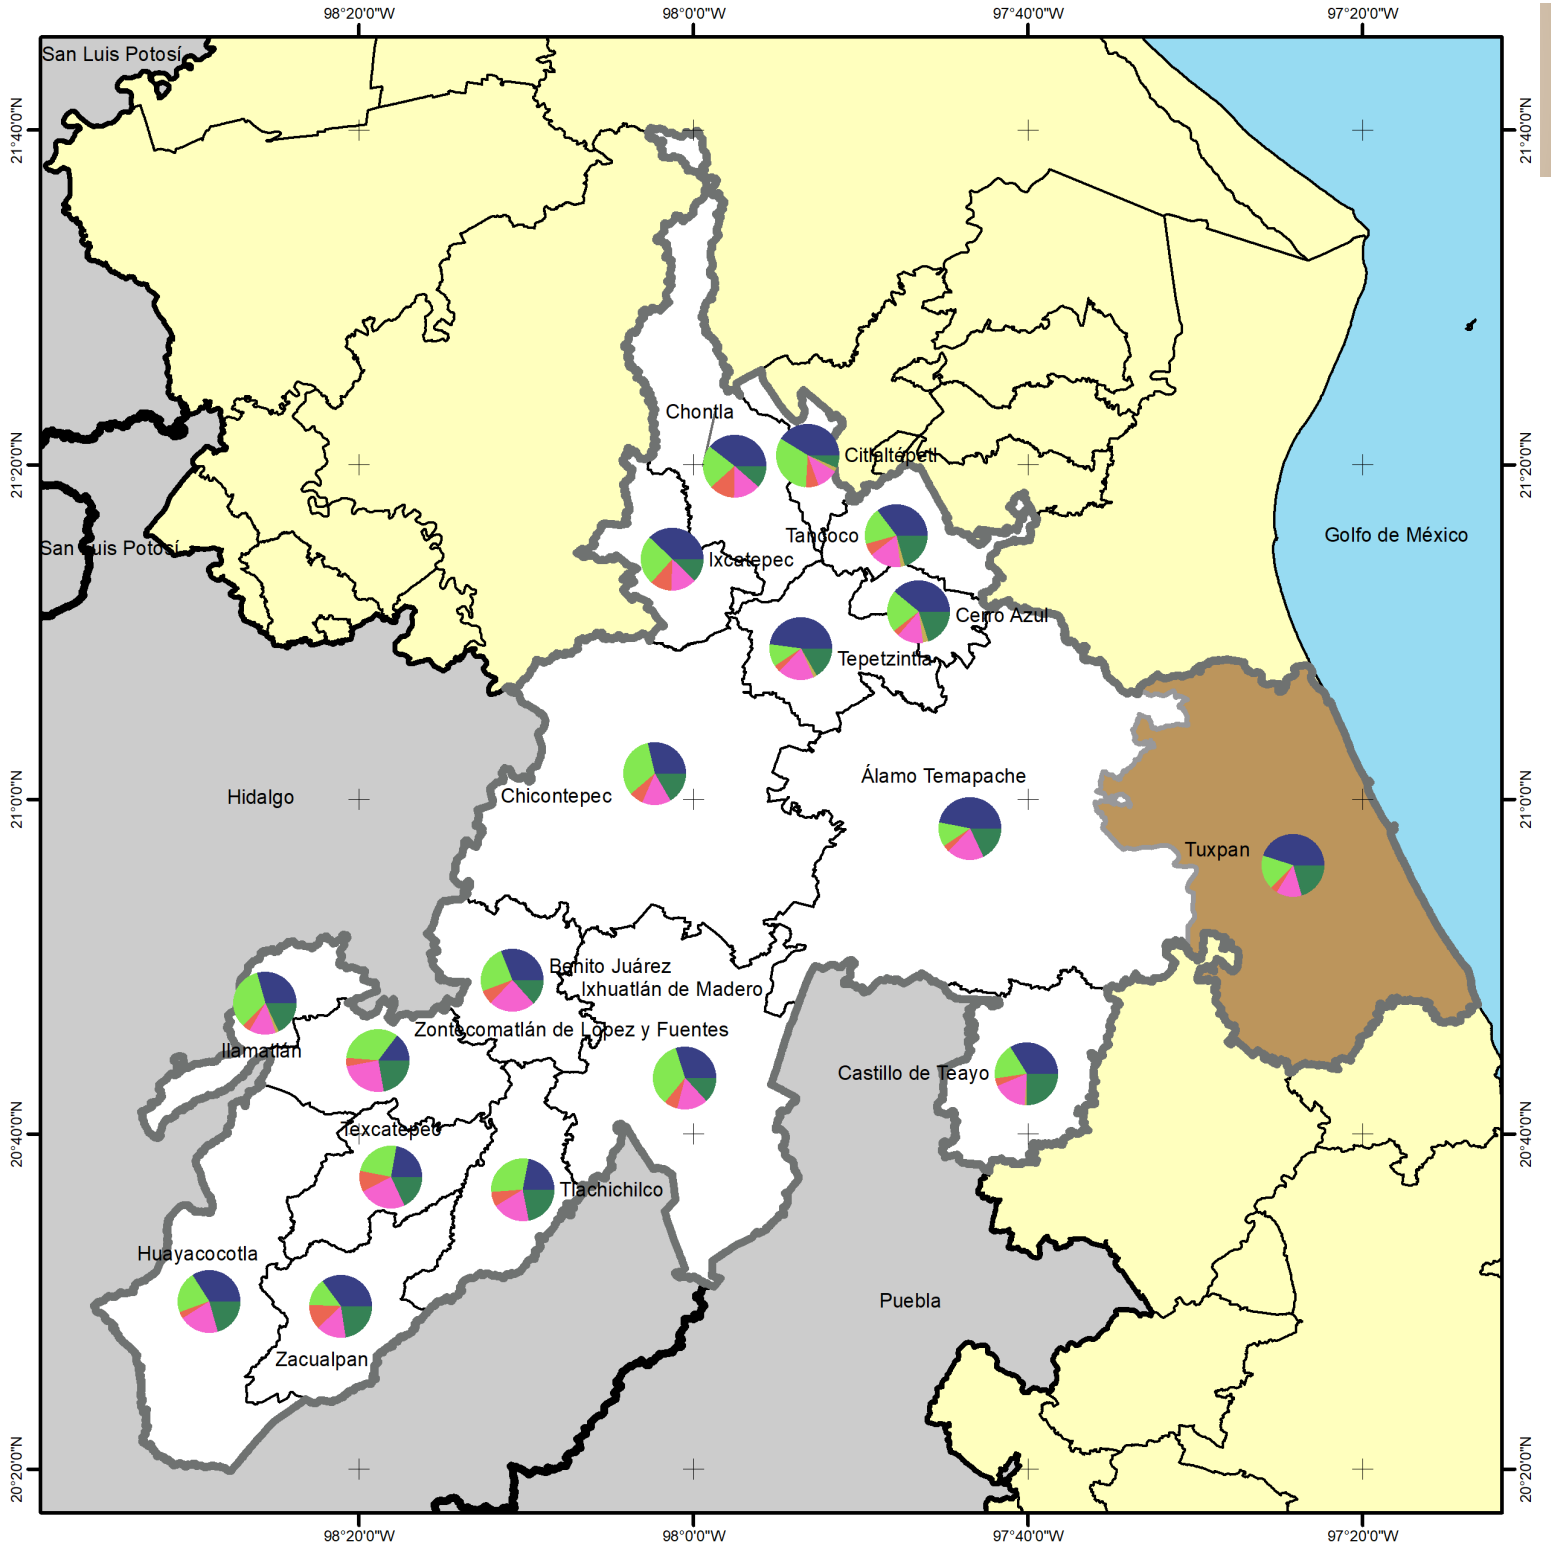 98°20'0"W
98°0'0"W
97°40'0"W
97°20'0"W
San Luis Potosí
21°40'0"N
21°40'0"N
Chontla
Citlaltépetl
21°20'0"N
21°20'0"N
Tancoco
Golfo de México
San Luis Potosí
Ixcatepec
Cerro Azul
Tepetzintla
Álamo Temapache
Hidalgo
Chicontepec
21°0'0"N
21°0'0"N
Tuxpan
Benito Juárez
Ixhuatlán de Madero
Zontecomatlán de López y Fuentes
Ilamatlán
Castillo de Teayo
Texcatepec
20°40'0"N
20°40'0"N
Tlachichilco
Huayacocotla
Puebla
Zacualpan
20°20'0"N
20°20'0"N
98°20'0"W
98°0'0"W
97°40'0"W
97°20'0"W